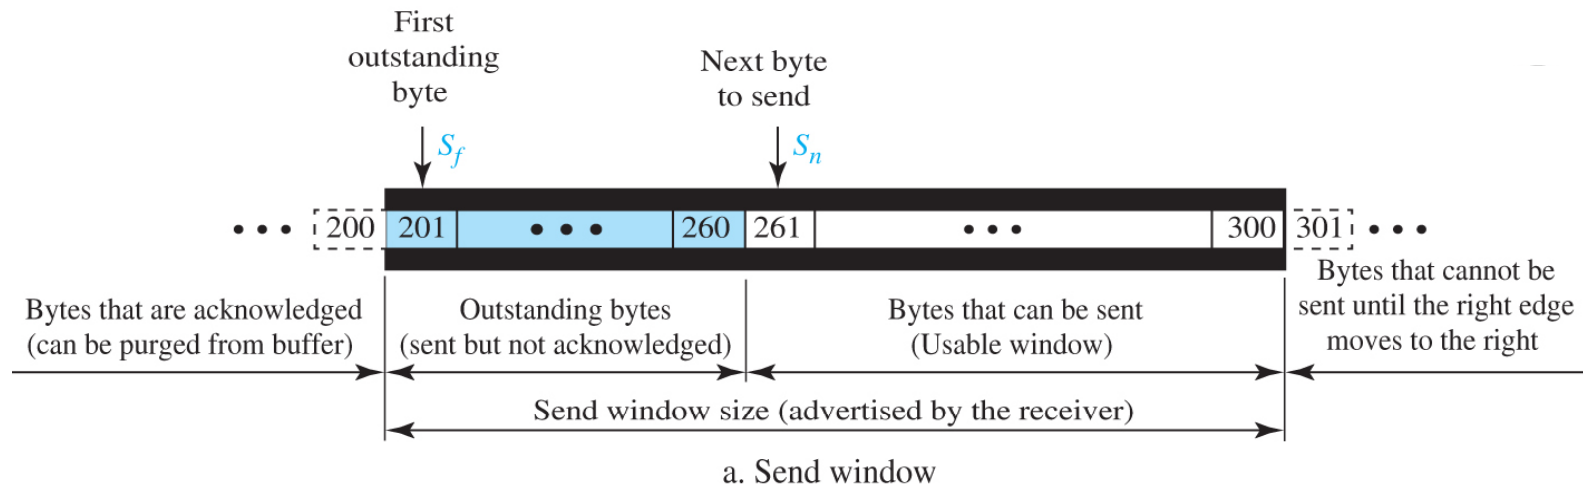 First
outstanding
byte
Next byte
to send
Sf
Sn
• • • 200 201 • • • 260 261 • • • 300 301 • • •
Bytes that are acknowledged
(can be purged from buffer)
Outstanding bytes
(sent but not acknowledged)
Bytes that can be sent
(Usable window)
Bytes that cannot be
sent until the right edge
moves to the right
Send window size (advertised by the receiver)
a. Send window